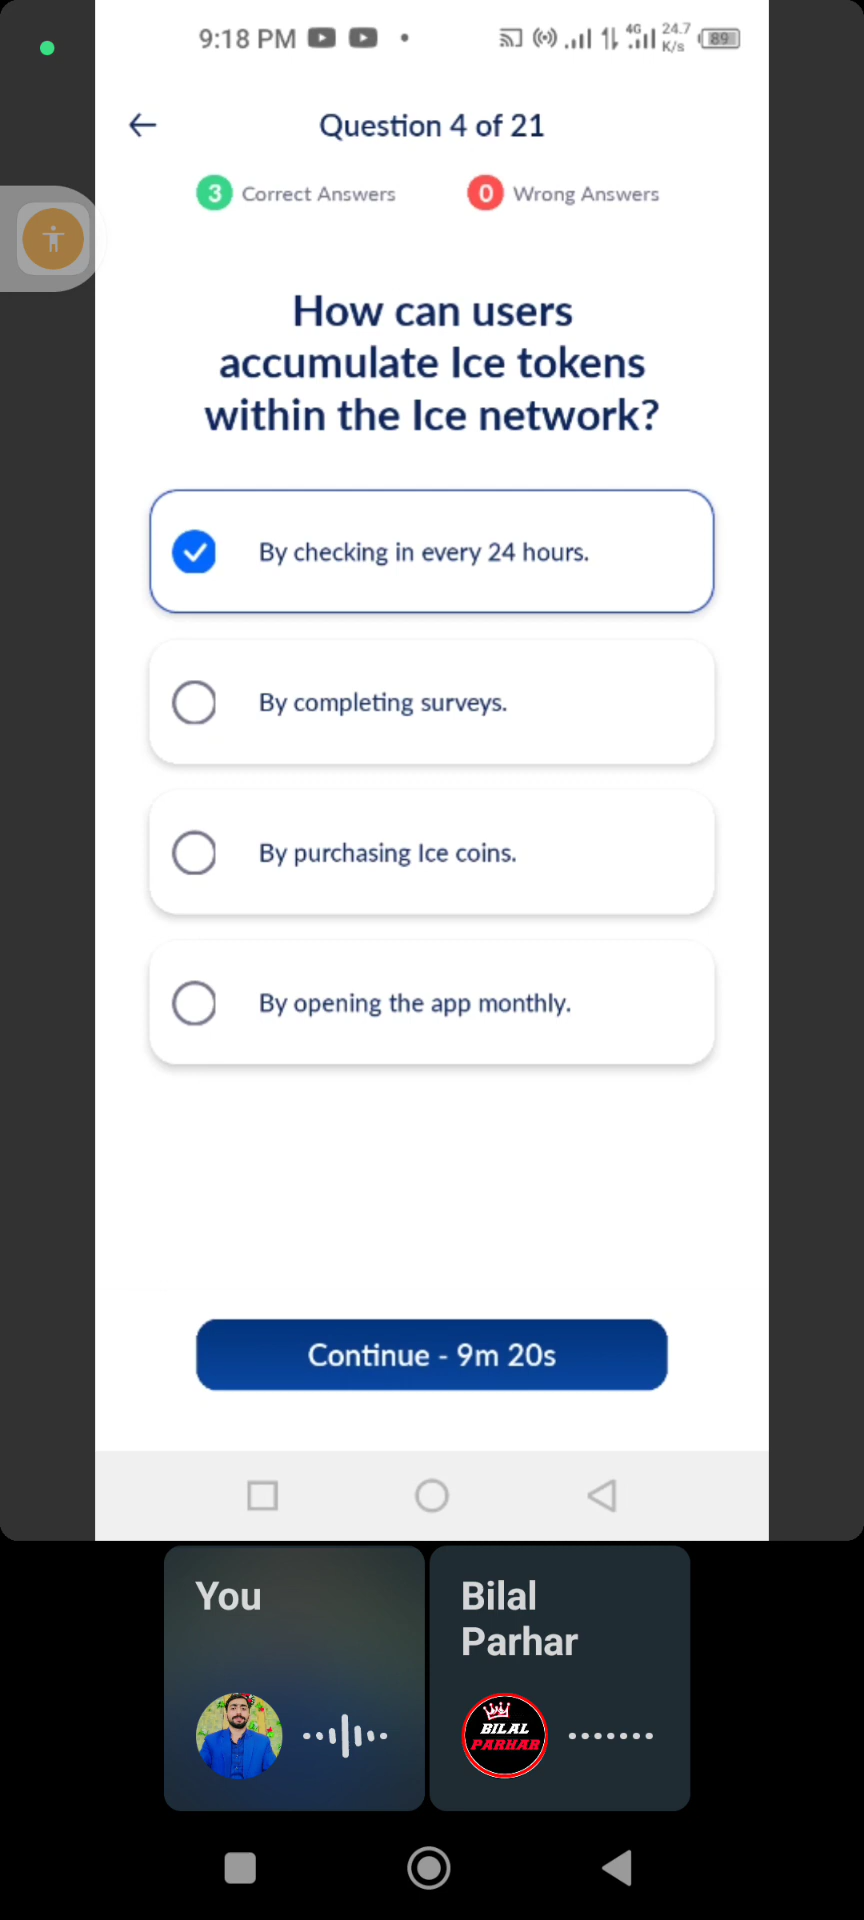 9:18 PM 4G 24.7 K/s 89
Question 4 of 21
3 Correct Answers 0 Wrong Answers
How can users
accumulate Ice tokens
within the Ice network?
By checking in every 24 hours.
By completing surveys.
By purchasing Ice coins.
By opening the app monthly.
Continue - 9m 20s
You
Bilal
Parhar
BILAL
PARHAR